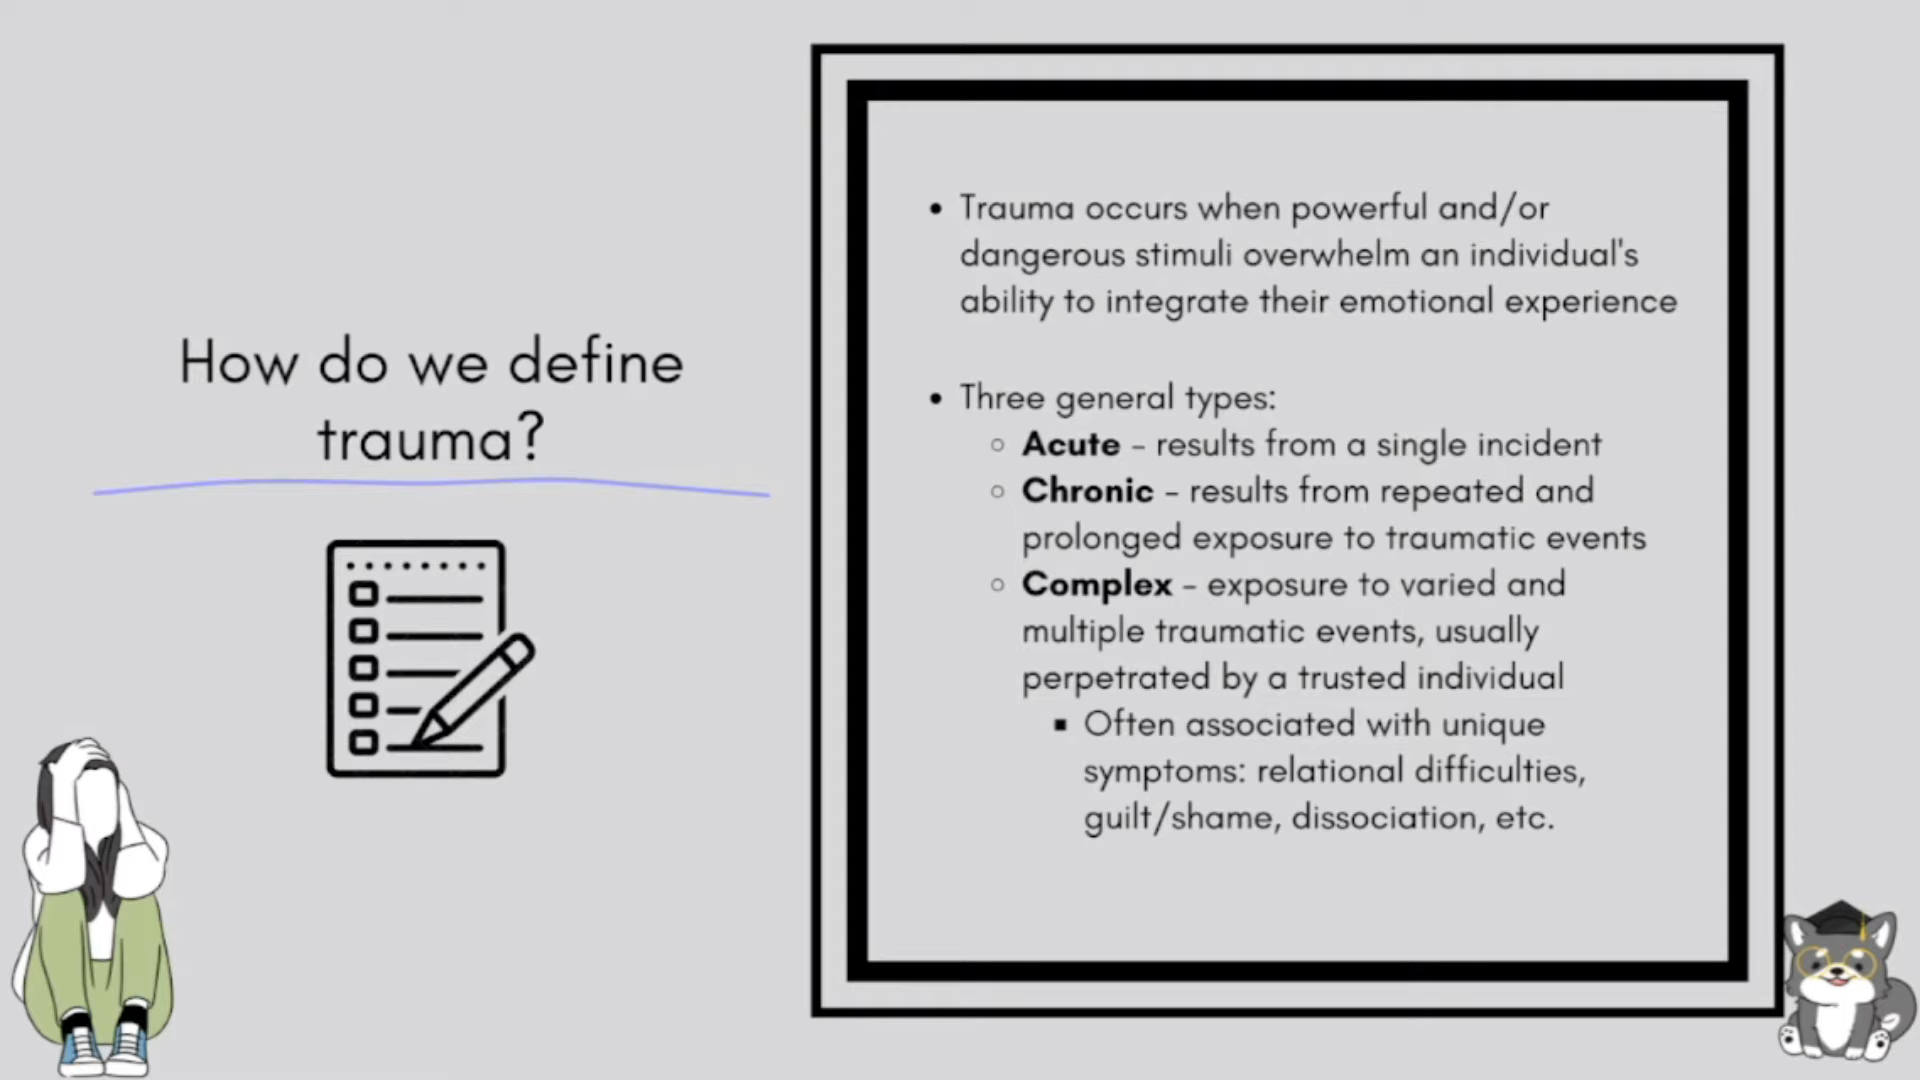 How do we define
trauma?
• Trauma occurs when powerful and/or
dangerous stimuli overwhelm an individual's
ability to integrate their emotional experience
• Three general types:
○ Acute - results from a single incident
○ Chronic - results from repeated and
prolonged exposure to traumatic events
○ Complex - exposure to varied and
multiple traumatic events, usually
perpetrated by a trusted individual
▪ Often associated with unique
symptoms: relational difficulties,
guilt/shame, dissociation, etc.